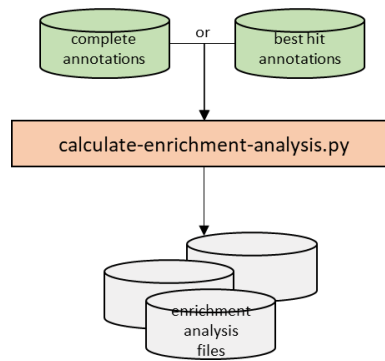 complete
annotations
or
best hit
annotations
calculate-enrichment-analysis.py
enrichment
analysis
files